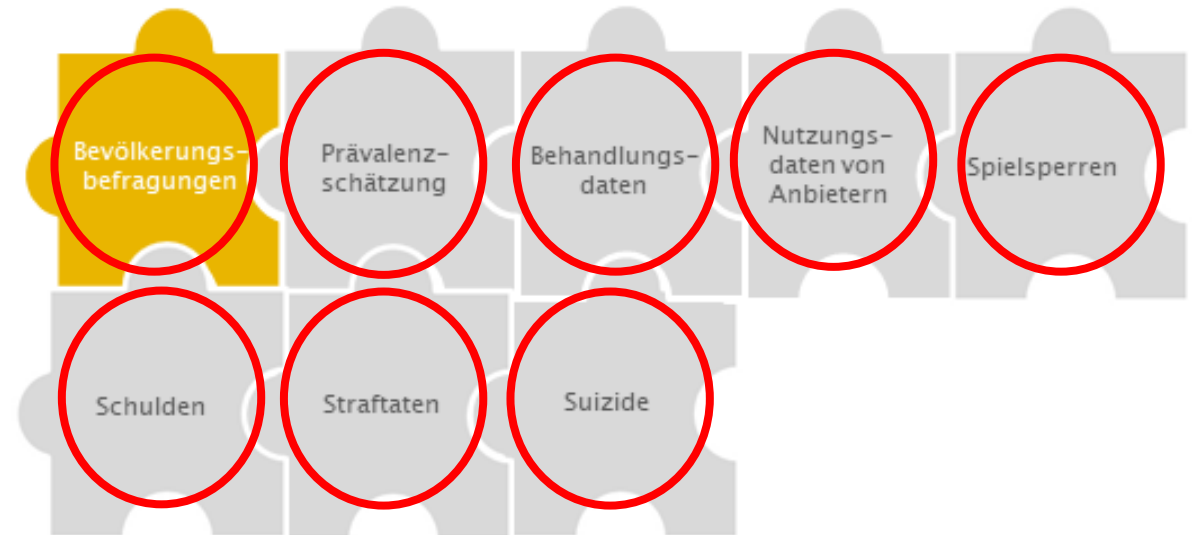 Bevölkerungs-
befragungen
Prävalenz-
schätzung
Behandlungs-
daten
Nutzungs-
daten von
Anbietern
Spielsperren
Schulden
Straftaten
Suizide